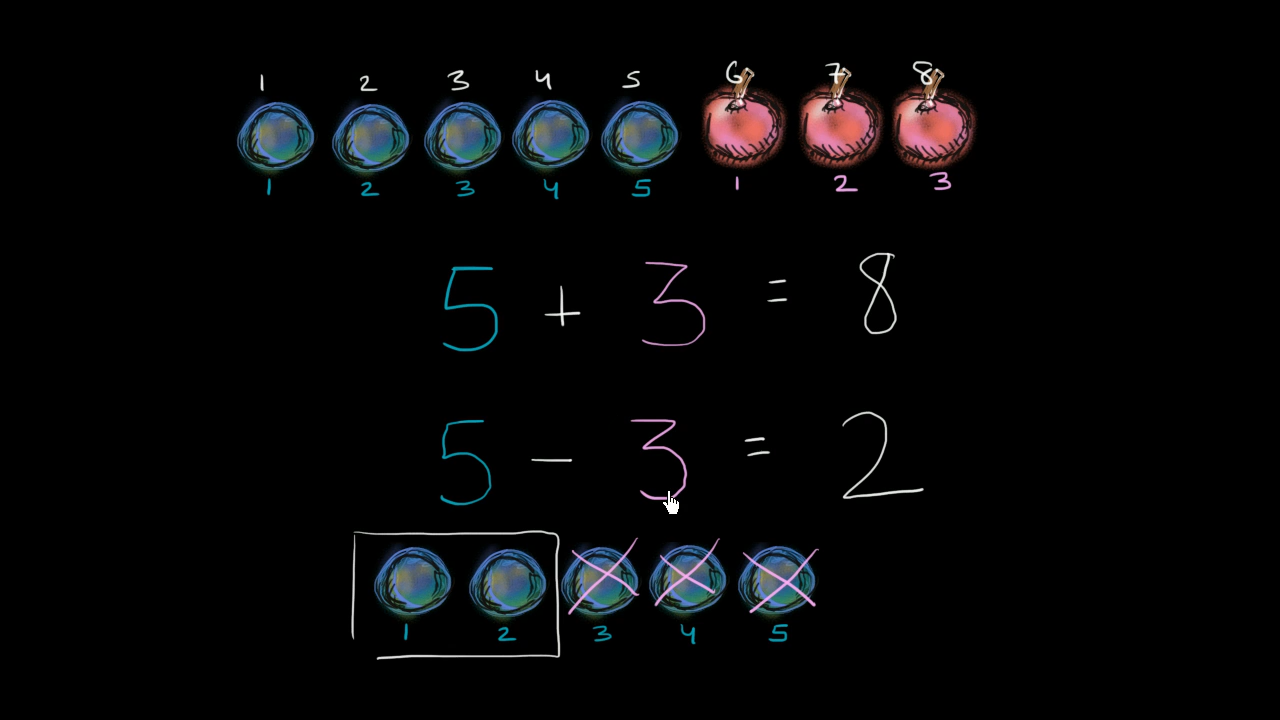 1 2 3 4 5 6 7 8
1 2 3 4 5 1 2 3
5 + 3 = 8
5 - 3 = 2
1 2 3 4 5